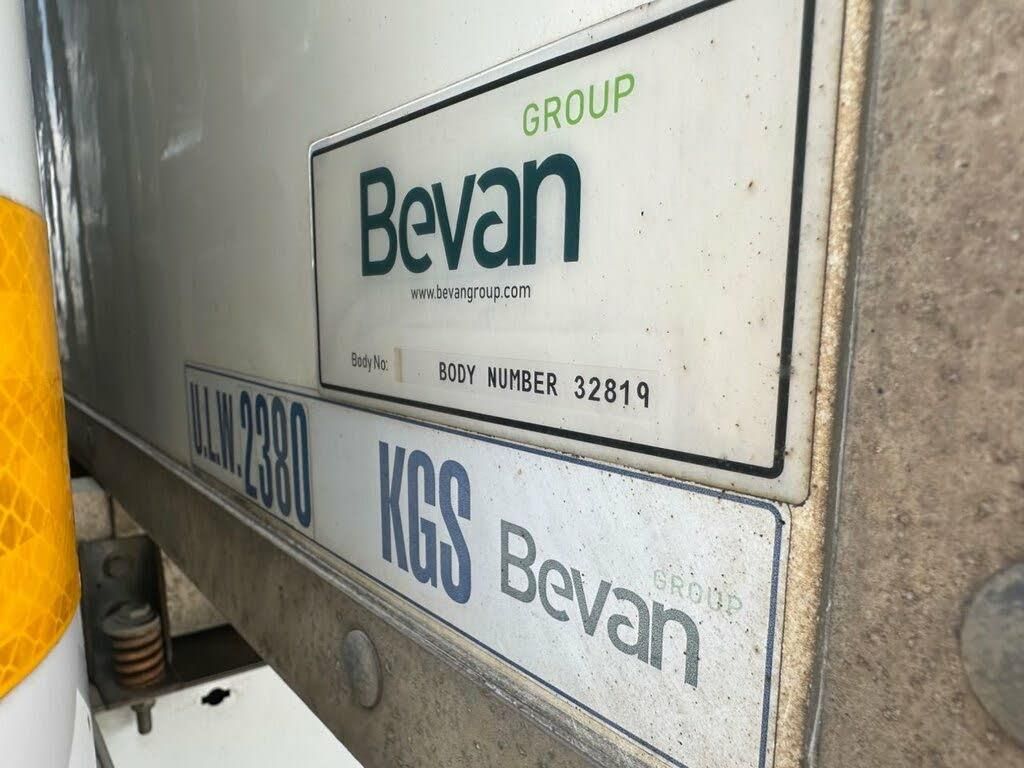 GROUP
Bevan
www.bevangroup.com
Body No: BODY NUMBER 32819
U.L.W. 2380 KGS
GROUP
Bevan